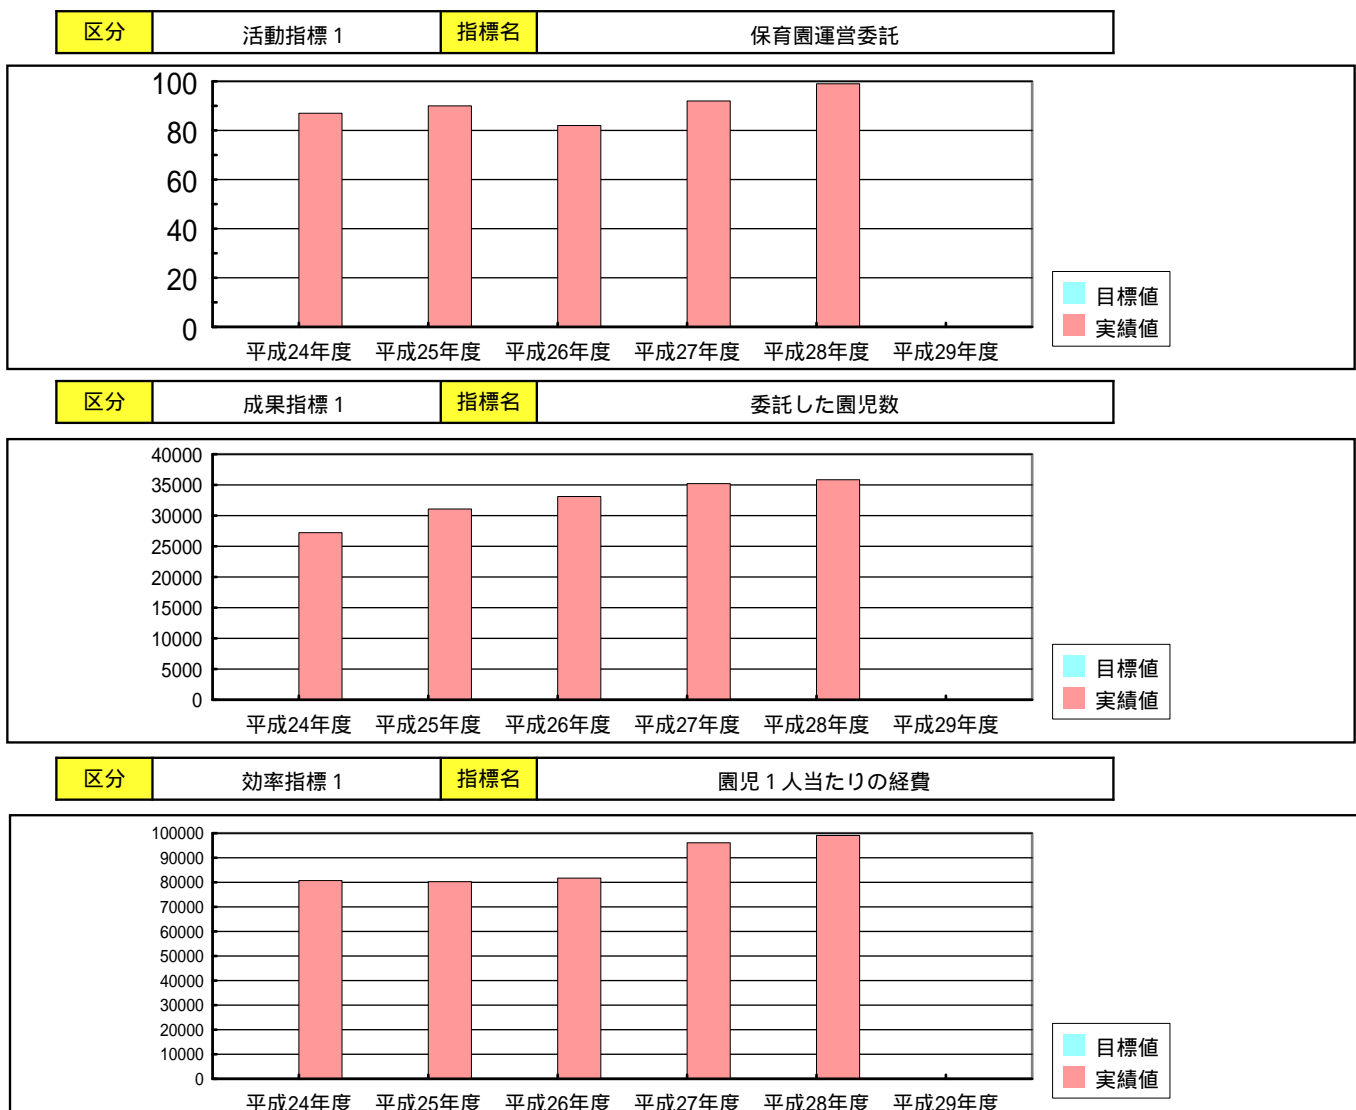 区分 活動指標１ 指標名 保育園運営委託
100
80
60
40
20
0
平成24年度 平成25年度 平成26年度 平成27年度 平成28年度 平成29年度
目標値
実績値
区分 成果指標１ 指標名 委託した園児数
40000
35000
30000
25000
20000
15000
10000
5000
0
平成24年度 平成25年度 平成26年度 平成27年度 平成28年度 平成29年度
目標値
実績値
区分 効率指標１ 指標名 園児１人当たりの経費
100000
90000
80000
70000
60000
50000
40000
30000
20000
10000
0
平成24年度 平成25年度 平成26年度 平成27年度 平成28年度 平成29年度
目標値
実績値